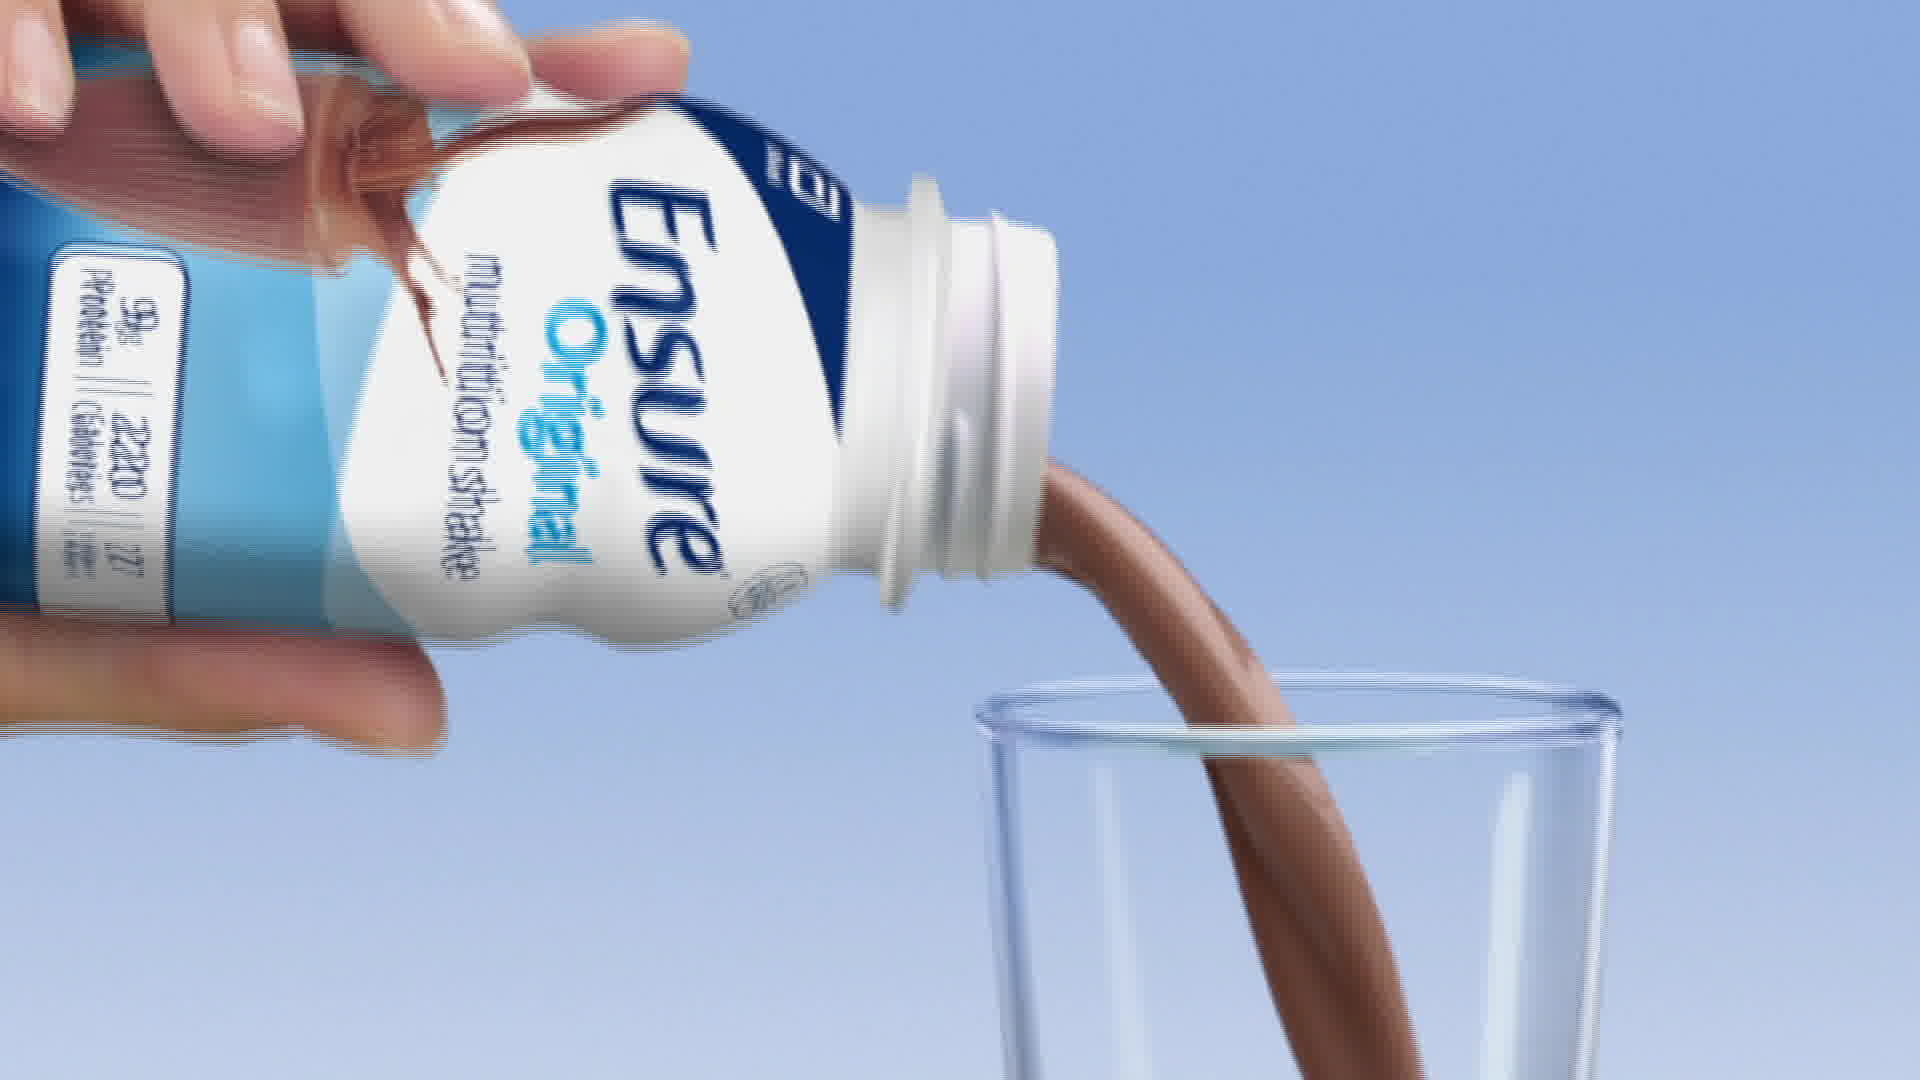 Ensure
Original
nutrition shake
9g 220 27
Protein Calories